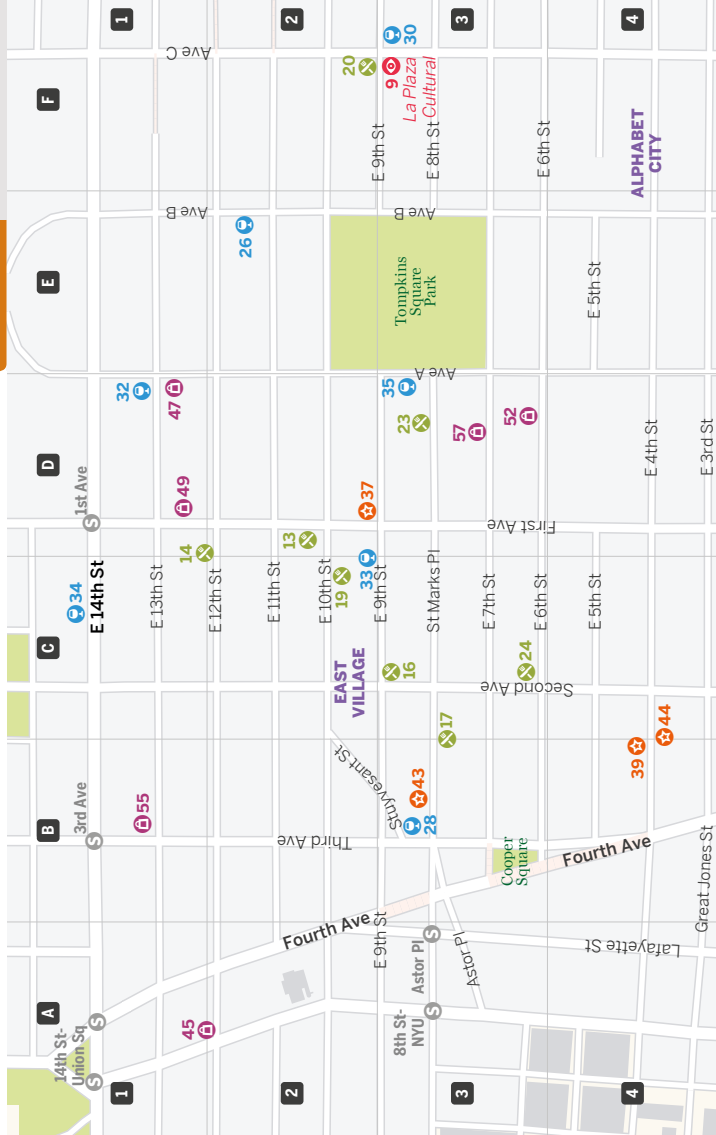 1
2
3
4
30
Ave C
20
9
La Plaza
Cultural
F
E 9th St
E 8th St
E 6th St
ALPHABET
CITY
Ave B
Ave B
26
E
Tompkins
Square
Park
E 5th St
Ave A
32
47
35
23
57
52
D
1st Ave
S
49
37
E 4th St
E 3rd St
First Ave
14
13
34
E 14th St
E 13th St
E 12th St
E 11th St
E 10th St
19
33
E 9th St
St Marks Pl
E 7th St
E 6th St
E 5th St
C
EAST
VILLAGE
16
24
Second Ave
17
Stuyvesant St
39
44
B
3rd Ave
S
55
43
28
Third Ave
Cooper
Square
Fourth Ave
Great Jones St
Fourth Ave
E 9th St
Astor Pl
S
Astor Pl
Lafayette St
A
14th St-
Union Sq
S
S
45
8th St-
NYU
S
1
2
3
4